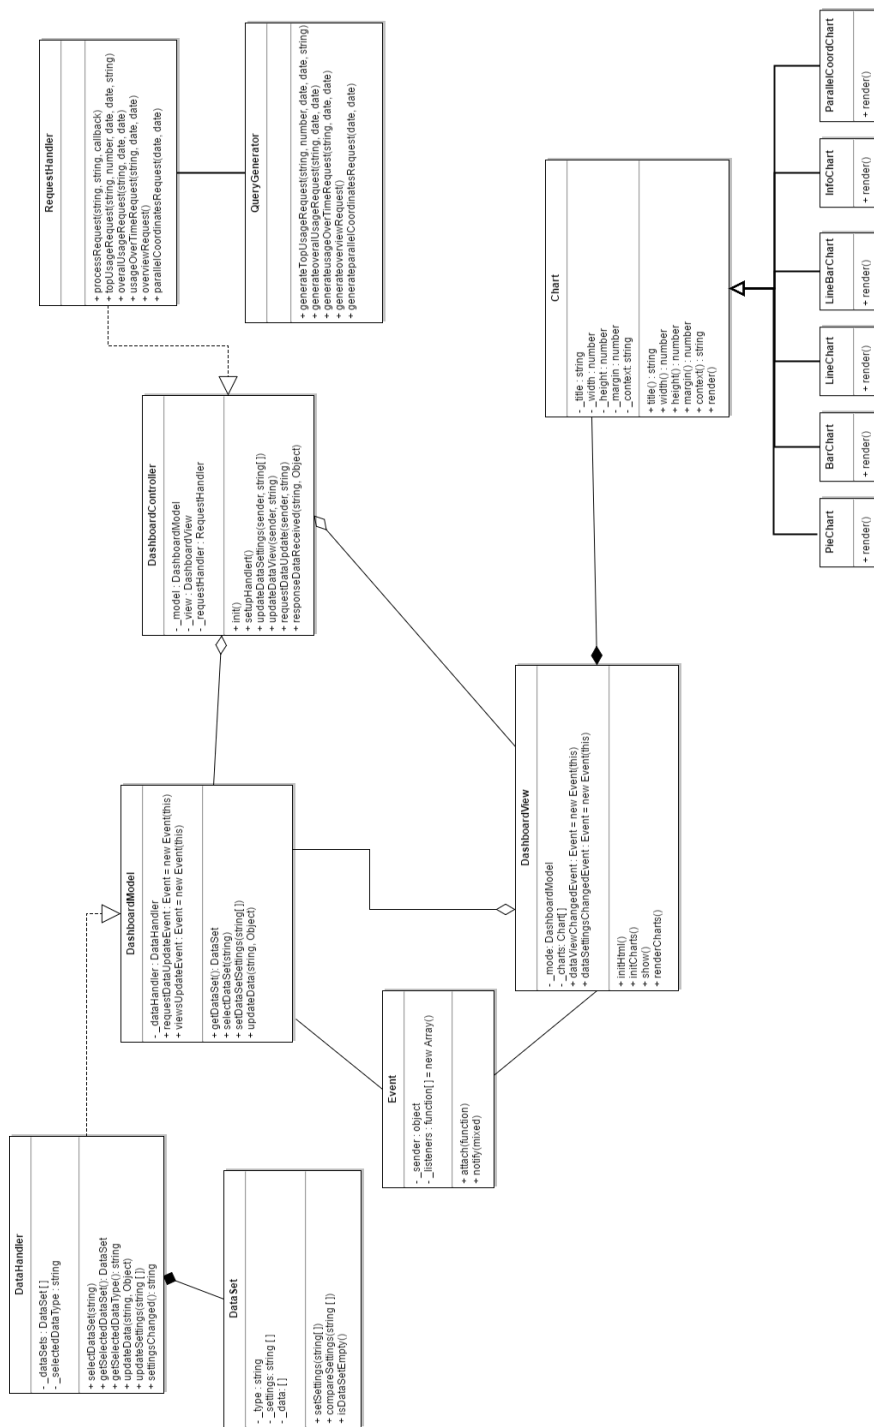 RequestHandler
+ processRequest(string, string, callback)
+ topUsageRequest(string, number, date, date, string)
+ overalUsageRequest(string, date, date)
+ usageOverTimeRequest(string, date, date)
+ overviewRequest()
+ parallelCoordinatesRequest(date, date)
QueryGenerator
+ generateTopUsageRequest(string, number, date, date, string)
+ generateoveralUsageRequest(string, date, date)
+ generateusageOverTimeRequest(string, date, date)
+ generateoverviewRequest()
+ generateparallelCoordinatesRequest(date, date)
DashboardController
- _model : DashboardModel
- _view : DashboardView
- _requestHandler : RequestHandler
+ init()
+ setupHandlert()
+ updateDataSettings(sender, string[])
+ updateDataView(sender, string)
+ requestDataUpdate(sender, string)
+ responseDataReceived(string, Object)
Chart
- _title : string
- _width : number
- _height : number
- _margin : number
- _context: string
+ title() : string
+ width() : number
+ height() : number
+ margin() : number
+ context() : string
+ render()
ParallelCoordChart
+ render()
InfoChart
+ render()
LineBarChart
+ render()
LineChart
+ render()
BarChart
+ render()
PieChart
+ render()
DashboardModel
- _dataHandler : DataHandler
+ requestDataUpdateEvent : Event = new Event(this)
+ viewsUpdateEvent : Event = new Event(this)
+ getDataSet(): DataSet
+ selectDataSet(string)
+ setDataSetSettings(string[])
+ updateData(string, Object)
DashboardView
- _mode: DashboardModel
- _charts: Chart[]
+ dataViewChangedEvent : Event = new Event(this)
+ dataSettingsChangedEvent : Event = new Event(this)
+ initHtml()
+ initCharts()
+ show()
+ renderCharts()
Event
- _sender : object
- _listeners : function[] = new Array()
+ attach(function)
+ notify(mixed)
DataHandler
- _dataSets : DataSet [ ]
- _selectedDataType : string
+ selectDataSet(string)
+ getSelectedDataSet(): DataSet
+ getSelectedDataType(): string
+ updateData(string, Object)
+ updateSettings(string [ ])
+ settingsChanged(): string
DataSet
- _type : string
- _settings: string [ ]
- _data: [ ]
+ setSettings(string[])
+ compareSettings(string [ ])
+ isDataSetEmpty()